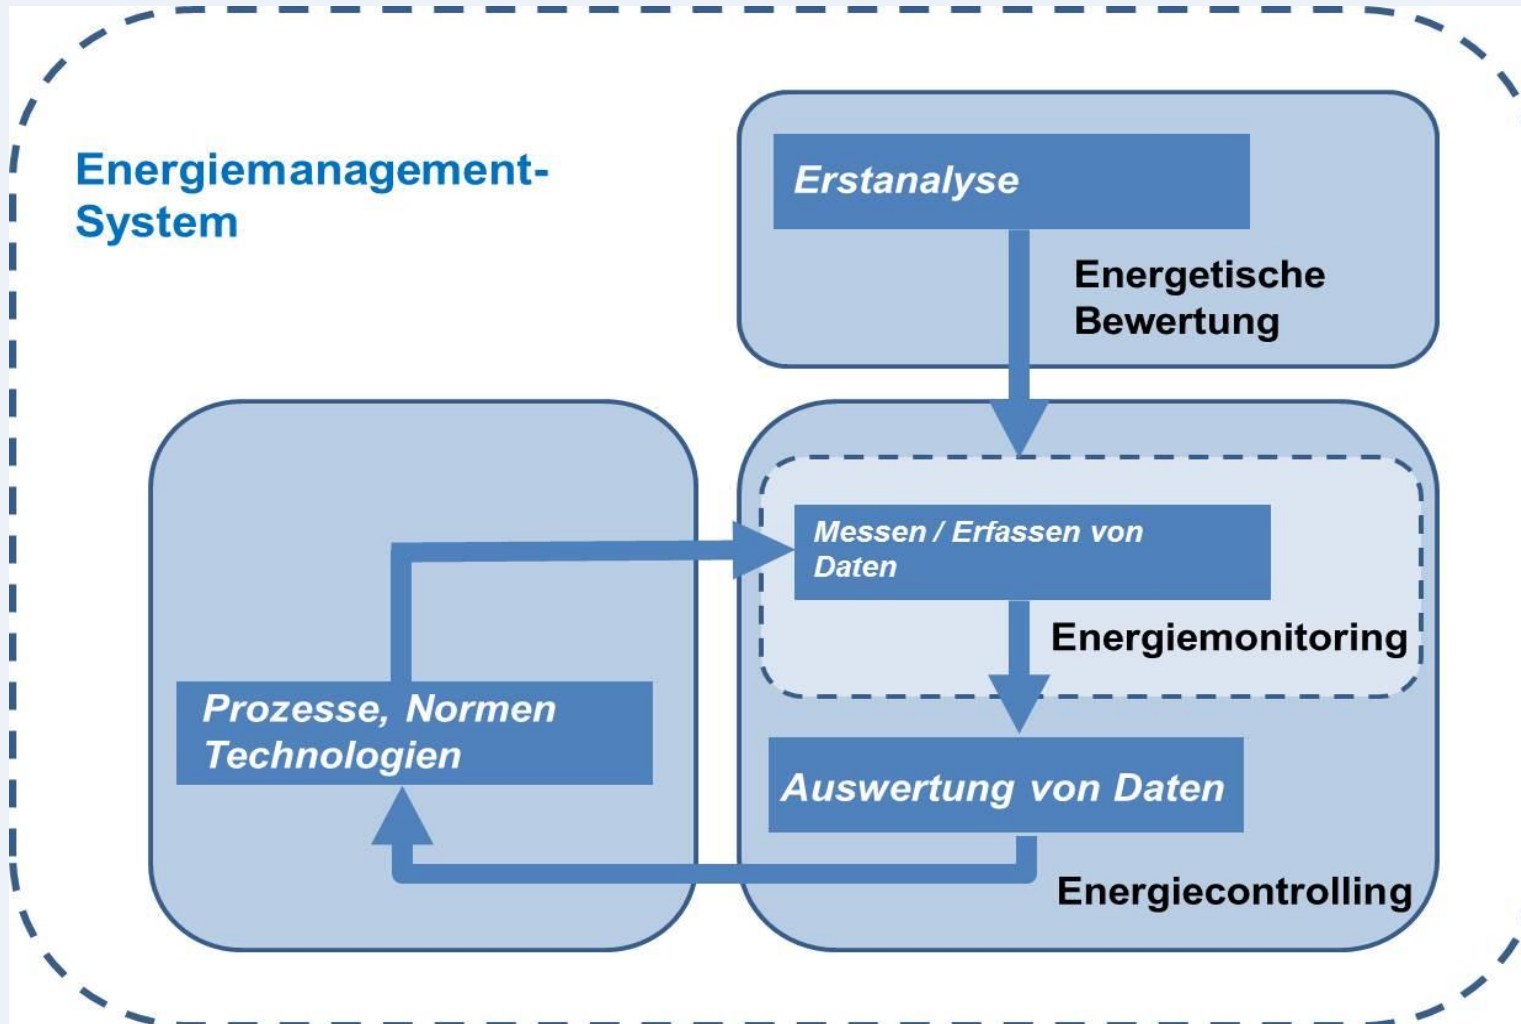 Energiemanagement-
System
Erstanalyse
Energetische
Bewertung
Messen / Erfassen von
Daten
Energiemonitoring
Prozesse, Normen
Technologien
Auswertung von Daten
Energiecontrolling